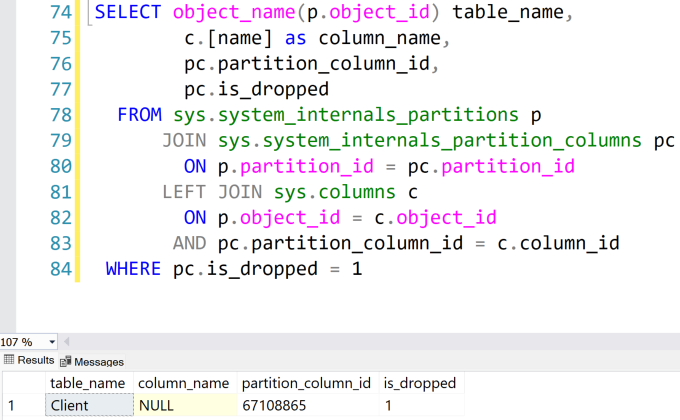 74 SELECT object_name(p.object_id) table_name,
75 c.[name] as column_name,
76 pc.partition_column_id,
77 pc.is_dropped
78 FROM sys.system_internals_partitions p
79 JOIN sys.system_internals_partition_columns pc
80 ON p.partition_id = pc.partition_id
81 LEFT JOIN sys.columns c
82 ON p.object_id = c.object_id
83 AND pc.partition_column_id = c.column_id
84 WHERE pc.is_dropped = 1
107 %
Results Messages
table_name column_name partition_column_id is_dropped
1 Client NULL 67108865 1